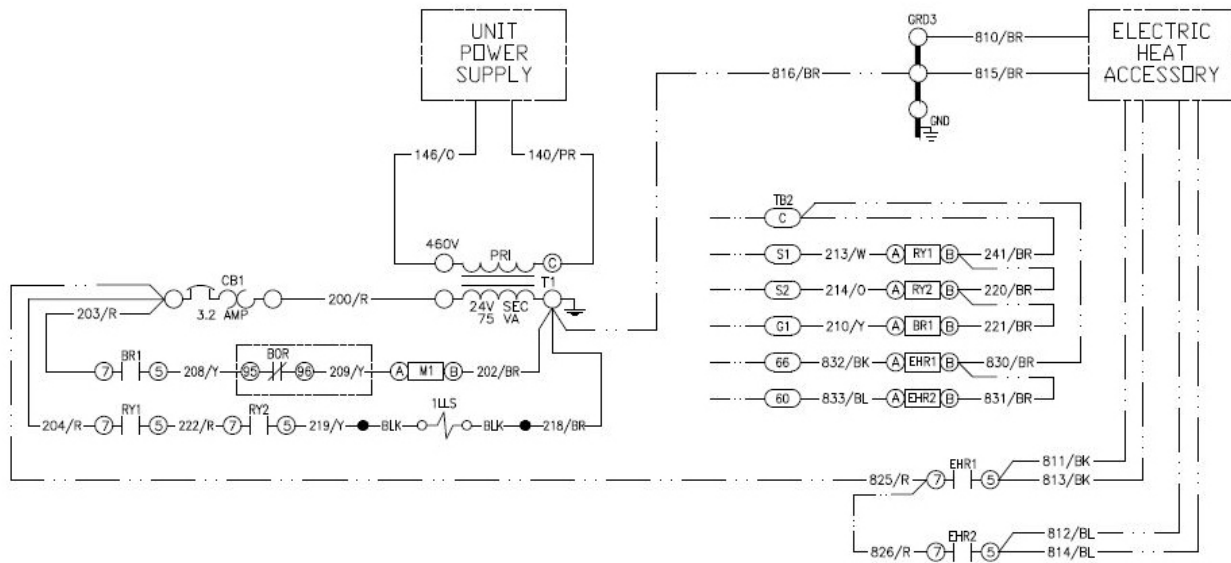 UNIT
POWER
SUPPLY
GRD3
810/BR
ELECTRIC
HEAT
ACCESSORY
816/BR
815/BR
GND
146/O
140/PR
TB2
C
460V
PRI
C
S1
213/W
A
RY1
B
241/BR
CB1
T1
S2
214/O
A
RY2
B
220/BR
203/R
3.2 AMP
200/R
24V SEC
75 VA
G1
210/Y
A
BR1
B
221/BR
BR1
7
5
208/Y
BOR
95
96
209/Y
A
M1
B
202/BR
66
832/BK
A
EHR1
B
830/BR
60
833/BL
A
EHR2
B
831/BR
204/R
RY1
7
5
222/R
RY2
7
5
219/Y
BLK
1LLS
BLK
218/BR
825/R
EHR1
7
5
811/BK
813/BK
826/R
EHR2
7
5
812/BL
814/BL